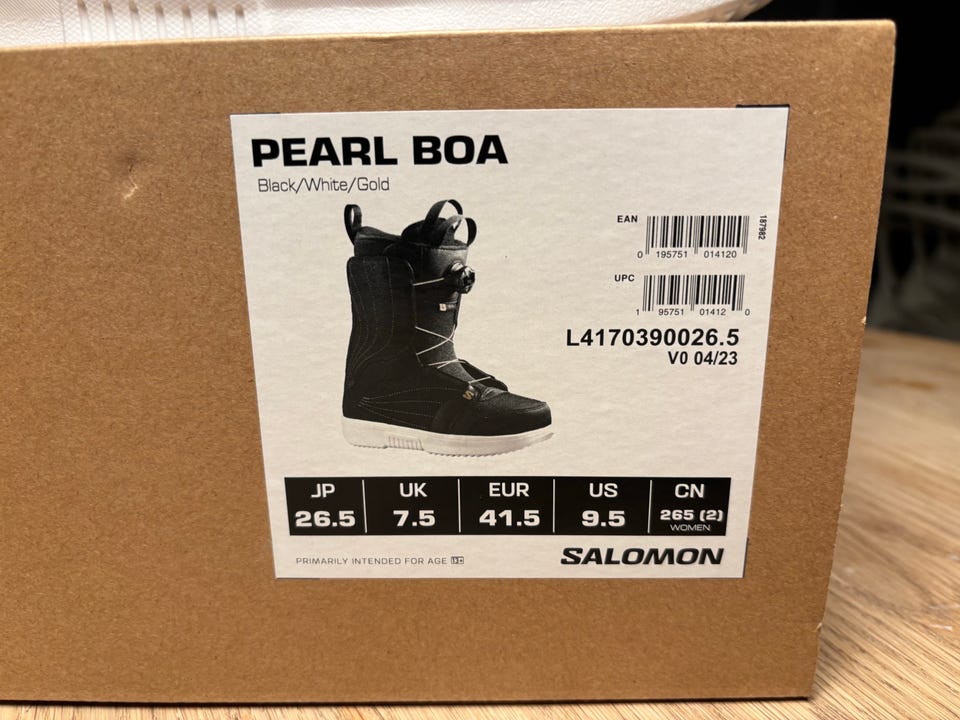 PEARL BOA
Black/White/Gold
EAN
0 195751 014120
187982
UPC
1 95751 01412 0
L4170390026.5
V0 04/23
JP UK EUR US CN
26.5 7.5 41.5 9.5 265 (2)
WOMEN
PRIMARILY INTENDED FOR AGE 13+
SALOMON